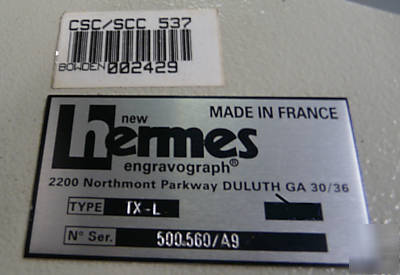 CSC/SCC 537
BOWDEN 002429
new
hermes
engravograph®
MADE IN FRANCE
2200 Northmont Parkway DULUTH GA 30/36
TYPE TX-L
N° Ser. 500.560/A9